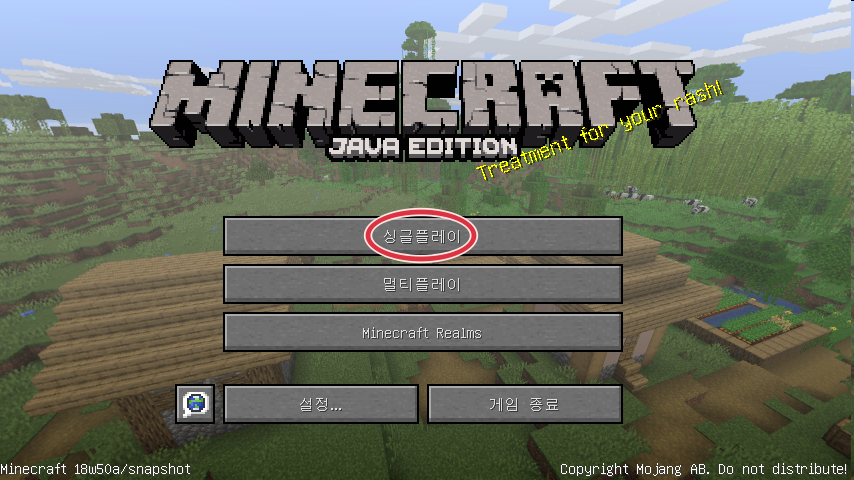 MINECRAFT
JAVA EDITION
Treatment for your rash!
싱글플레이
멀티플레이
Minecraft Realms
설정...
게임 종료
Minecraft 18w50a/snapshot
Copyright Mojang AB. Do not distribute!